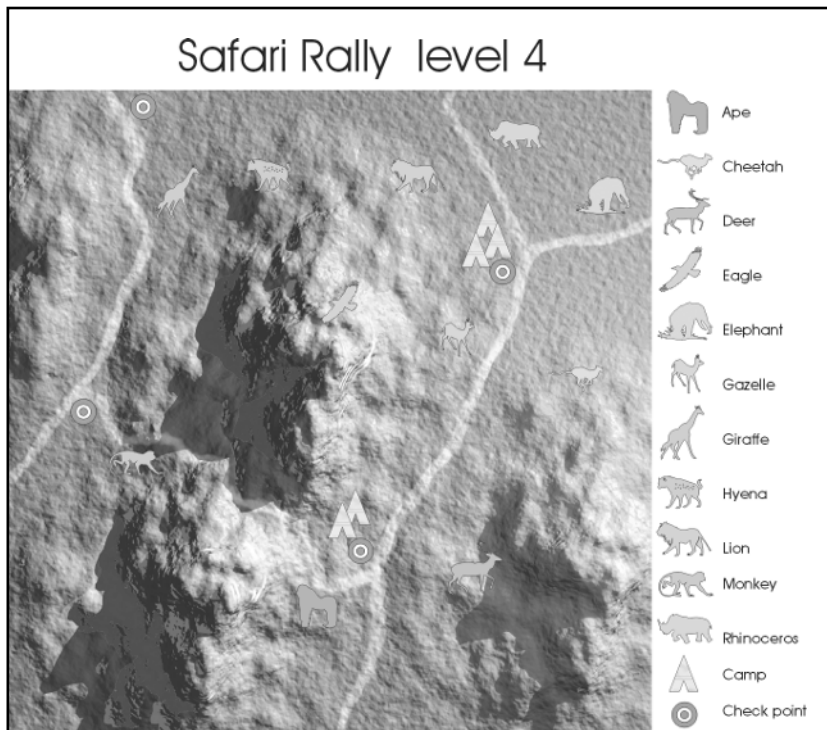 Safari Rally level 4
Ape
Cheetah
Deer
Eagle
Elephant
Gazelle
Giraffe
Hyena
Lion
Monkey
Rhinoceros
Camp
Check point